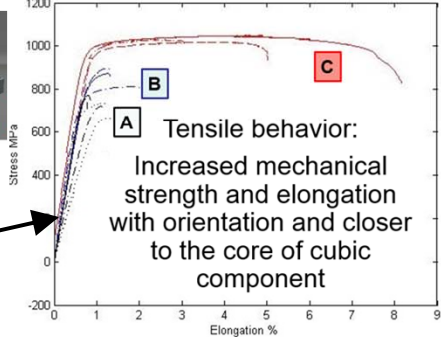 1200
1000
800
600
400
200
0
-200
Stress MPa
A
B
C
Tensile behavior:
Increased mechanical
strength and elongation
with orientation and closer
to the core of cubic
component
0 1 2 3 4 5 6 7 8 9
Elongation %